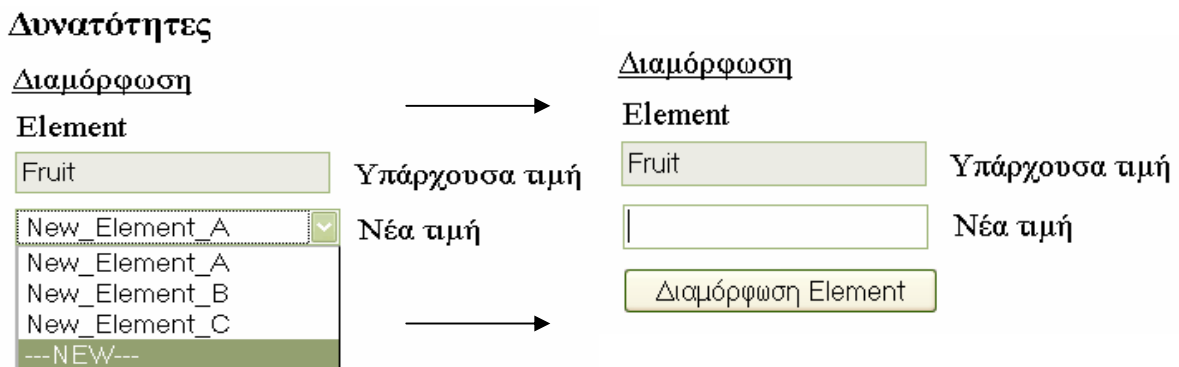 Δυνατότητες
Διαμόρφωση
Element
Fruit Υπάρχουσα τιμή
New_Element_A Νέα τιμή
New_Element_A
New_Element_B
New_Element_C
---NEW---
Διαμόρφωση
Element
Fruit Υπάρχουσα τιμή
Νέα τιμή
Διαμόρφωση Element